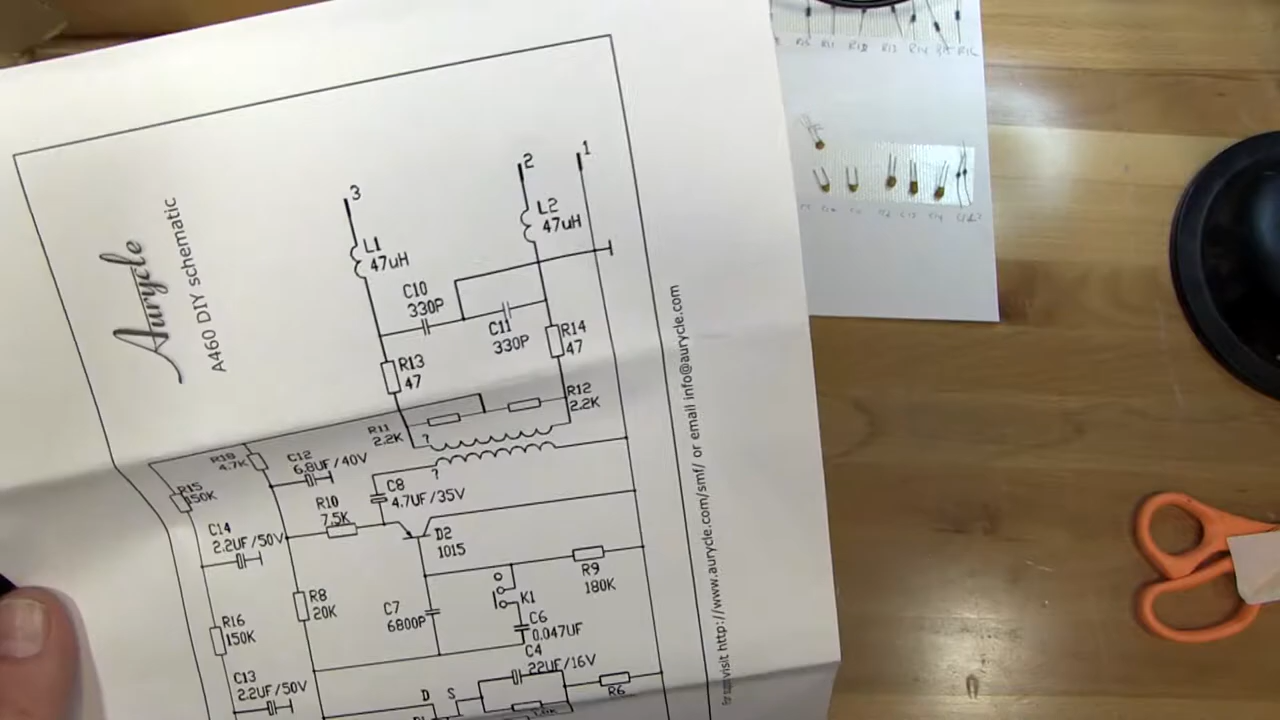 Aurycle
A460 DIY schematic
3
2
1
L1
47uH
L2
47uH
C10
330P
C11
330P
R14
47
R13
47
R12
2.2K
R11
2.2K
4.7K
C12
6.8UF/40V
R15
150K
R10
7.5K
C8
4.7UF/35V
?
?
C14
2.2UF/50V
D2
1015
R9
180K
K1
R8
20K
C7
6800P
C6
0.047UF
R16
150K
C4
22UF/16V
C13
2.2UF/50V
D
S
R6
visit http://www.aurycle.com/smf/ or email info@aurycle.com